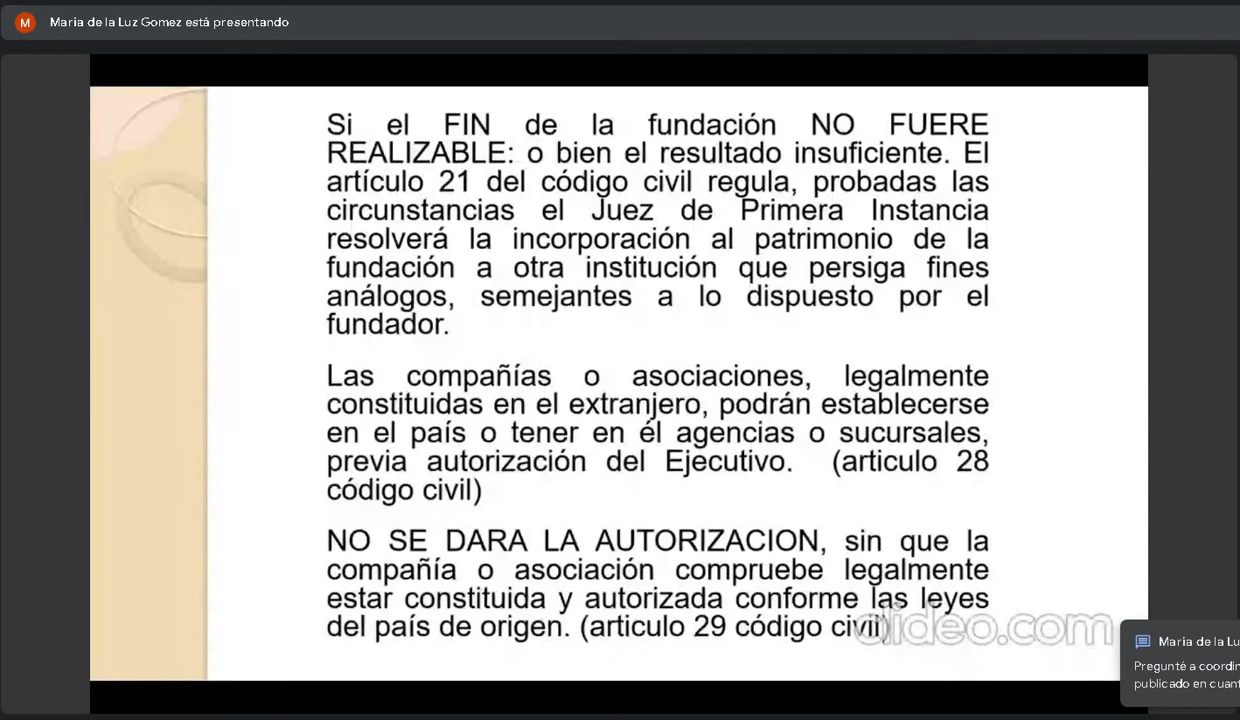 M
Maria de la Luz Gomez está presentando
Si el FIN de la fundación NO FUERE
REALIZABLE: o bien el resultado insuficiente. El
artículo 21 del código civil regula, probadas las
circunstancias el Juez de Primera Instancia
resolverá la incorporación al patrimonio de la
fundación a otra institución que persiga fines
análogos, semejantes a lo dispuesto por el
fundador.
Las compañías o asociaciones, legalmente
constituidas en el extranjero, podrán establecerse
en el país o tener en él agencias o sucursales,
previa autorización del Ejecutivo. (articulo 28
código civil)
NO SE DARA LA AUTORIZACION, sin que la
compañía o asociación compruebe legalmente
estar constituida y autorizada conforme las leyes
del país de origen. (articulo 29 código civil)
olideo.com
Maria de la Lu
Pregunté a coordin
publicado en cuant